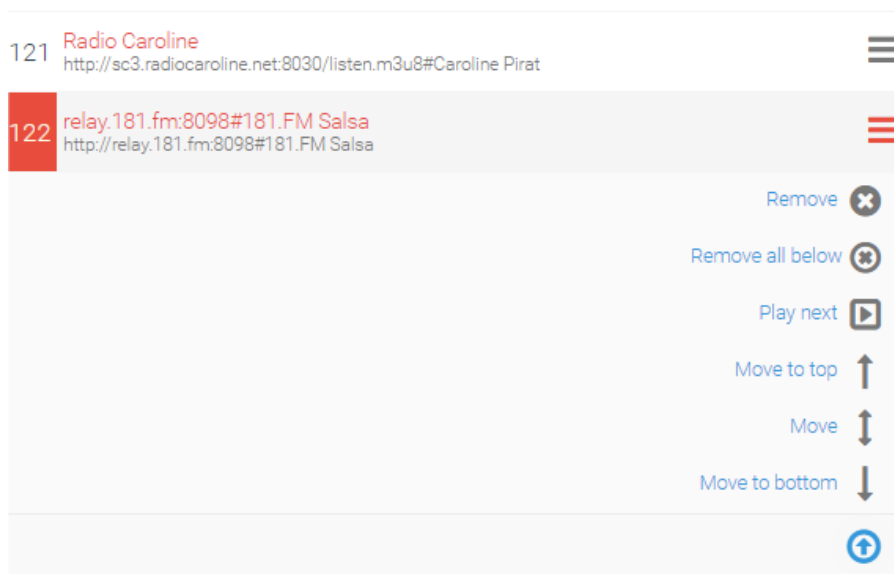 121
Radio Caroline
http://sc3.radiocaroline.net:8030/listen.m3u8#Caroline Pirat
122
relay.181.fm:8098#181.FM Salsa
http://relay.181.fm:8098#181.FM Salsa
Remove
Remove all below
Play next
Move to top
Move
Move to bottom